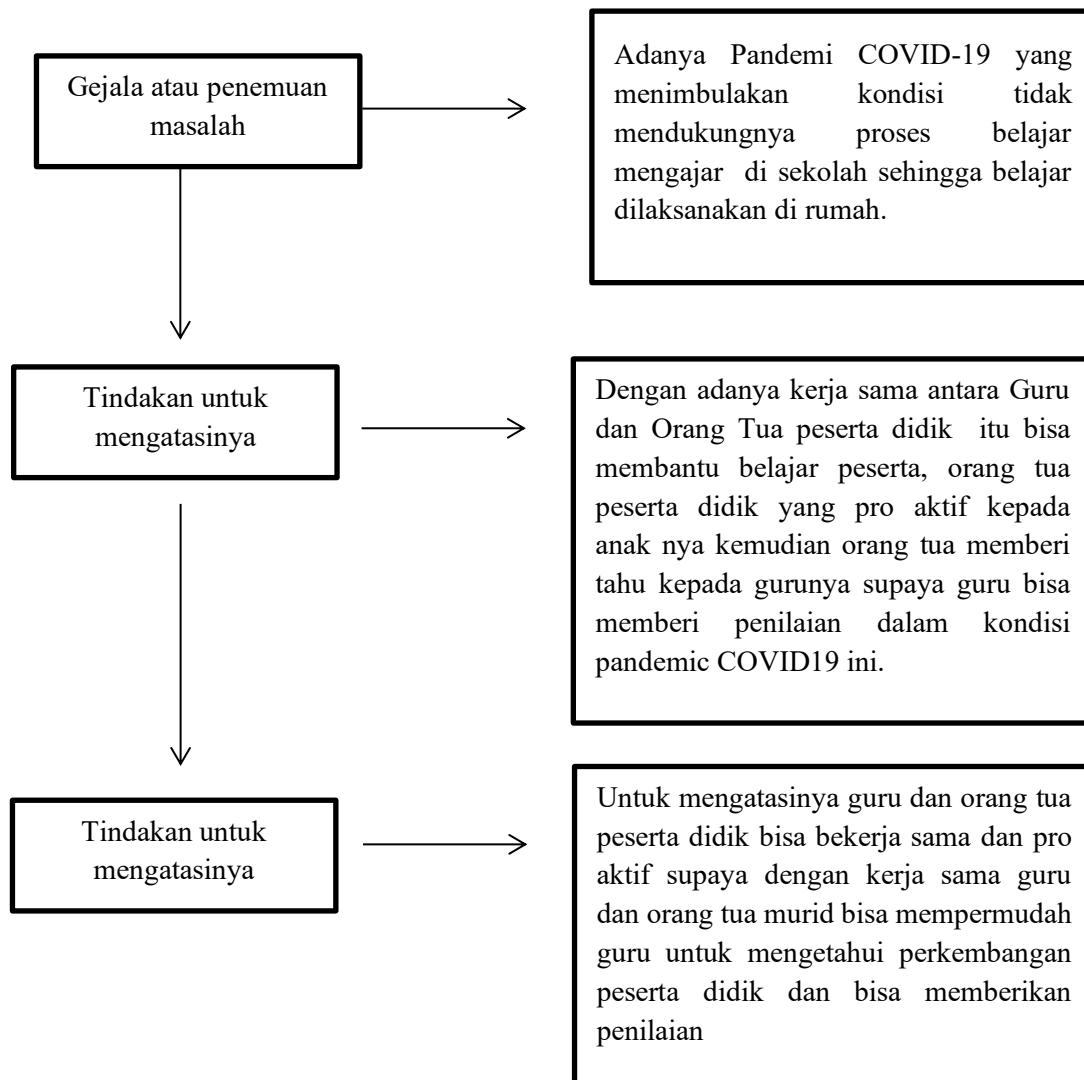 Gejala atau penemuan
masalah
Adanya Pandemi COVID-19 yang
menimbulakan kondisi tidak
mendukungnya proses belajar
mengajar di sekolah sehingga belajar
dilaksanakan di rumah.
Tindakan untuk
mengatasinya
Dengan adanya kerja sama antara Guru
dan Orang Tua peserta didik itu bisa
membantu belajar peserta, orang tua
peserta didik yang pro aktif kepada
anak nya kemudian orang tua memberi
tahu kepada gurunya supaya guru bisa
memberi penilaian dalam kondisi
pandemic COVID19 ini.
Tindakan untuk
mengatasinya
Untuk mengatasinya guru dan orang tua
peserta didik bisa bekerja sama dan pro
aktif supaya dengan kerja sama guru
dan orang tua murid bisa mempermudah
guru untuk mengetahui perkembangan
peserta didik dan bisa memberikan
penilaian